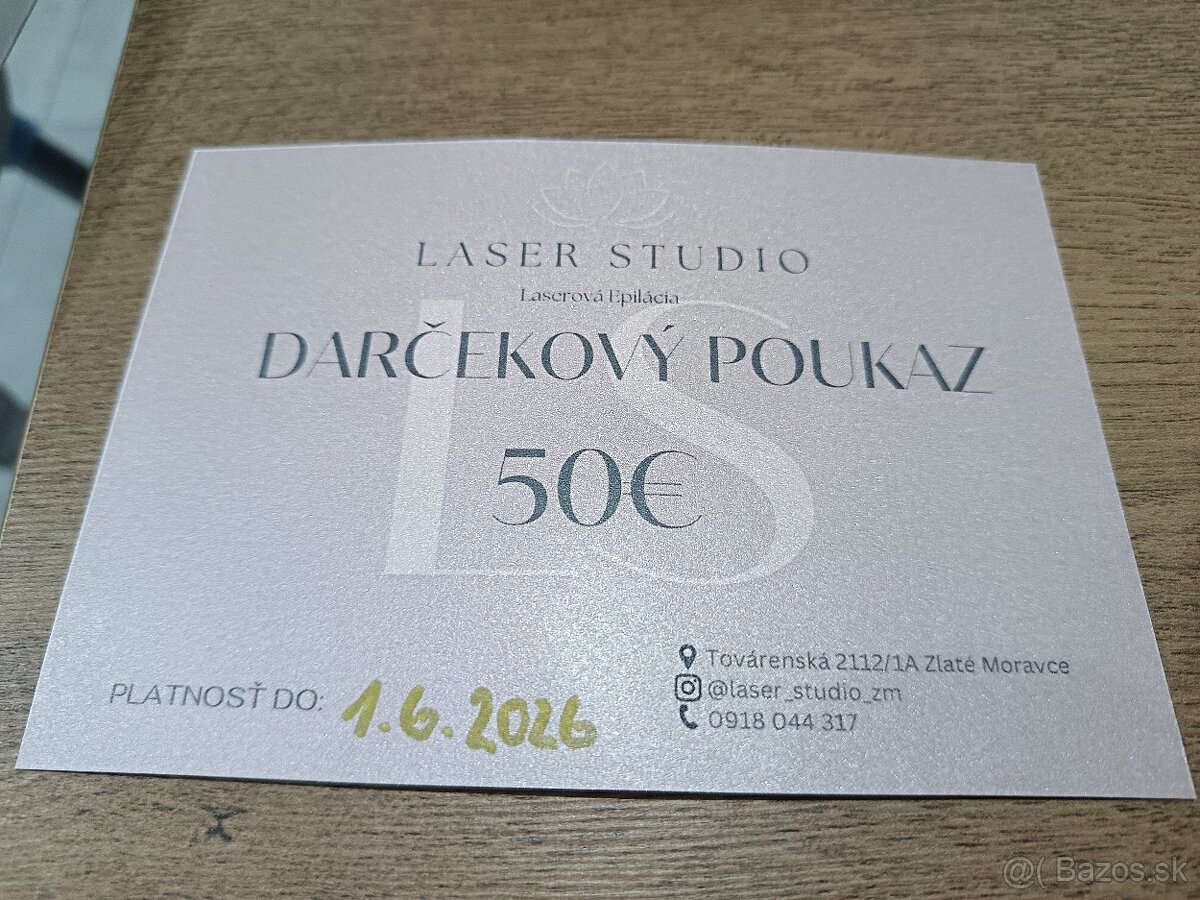 LASER STUDIO
Laserová Epilácia
DARČEKOVÝ POUKAZ
LS
50€
PLATNOSŤ DO: 1.6.2026
Továrenská 2112/1A Zlaté Moravce
@laser_studio_zm
0918 044 317
@( Bazos.sk